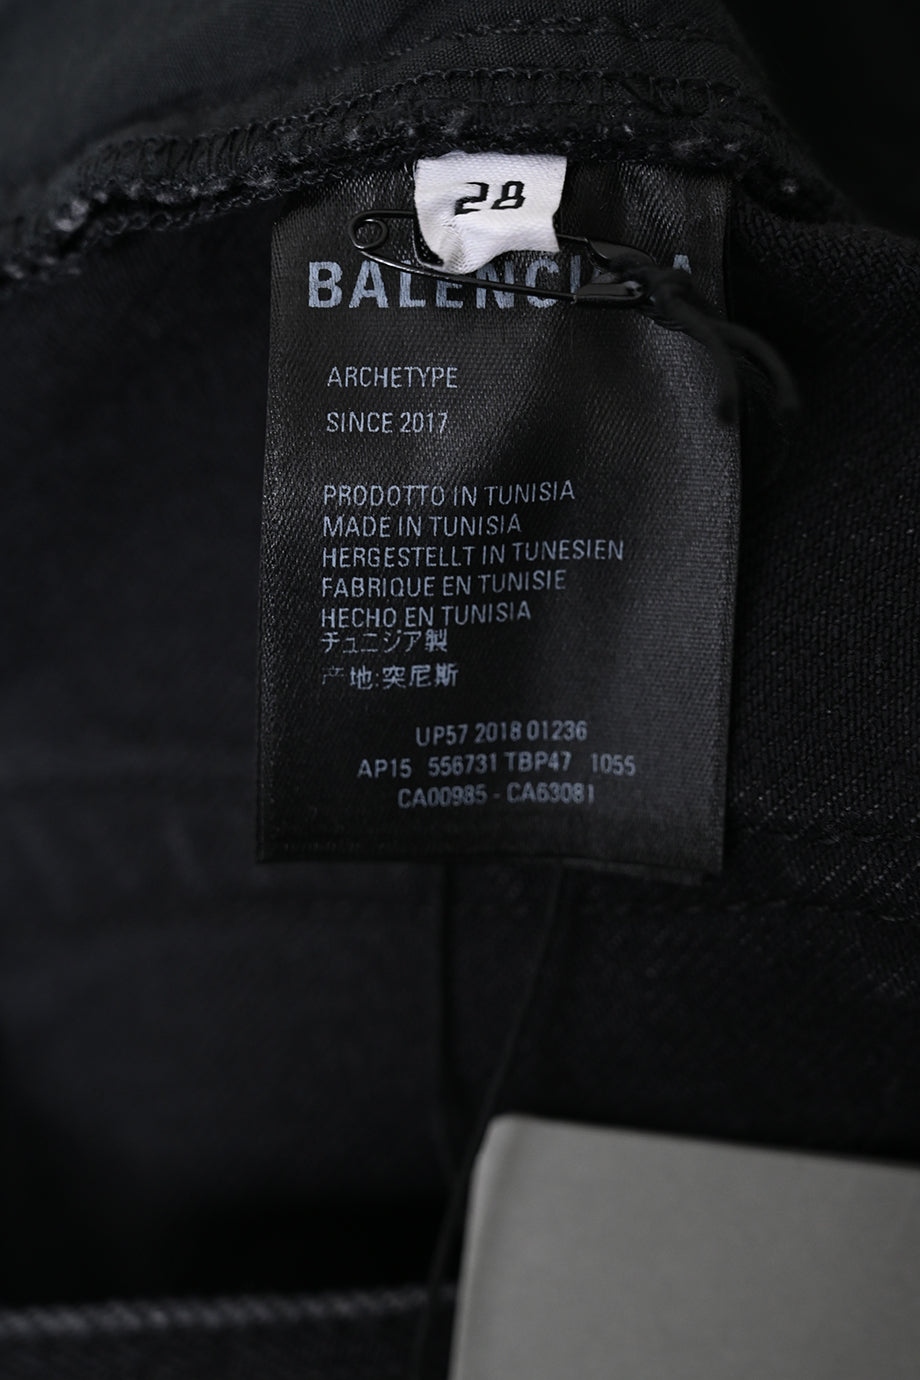 28
BALENCI A
ARCHETYPE
SINCE 2017
PRODOTTO IN TUNISIA
MADE IN TUNISIA
HERGESTELLT IN TUNESIEN
FABRIQUE EN TUNISIE
HECHO EN TUNISIA
チュニジア製
产地:突尼斯
UP57 2018 01236
AP15 556731 TBP47 1055
CA00985 - CA63081